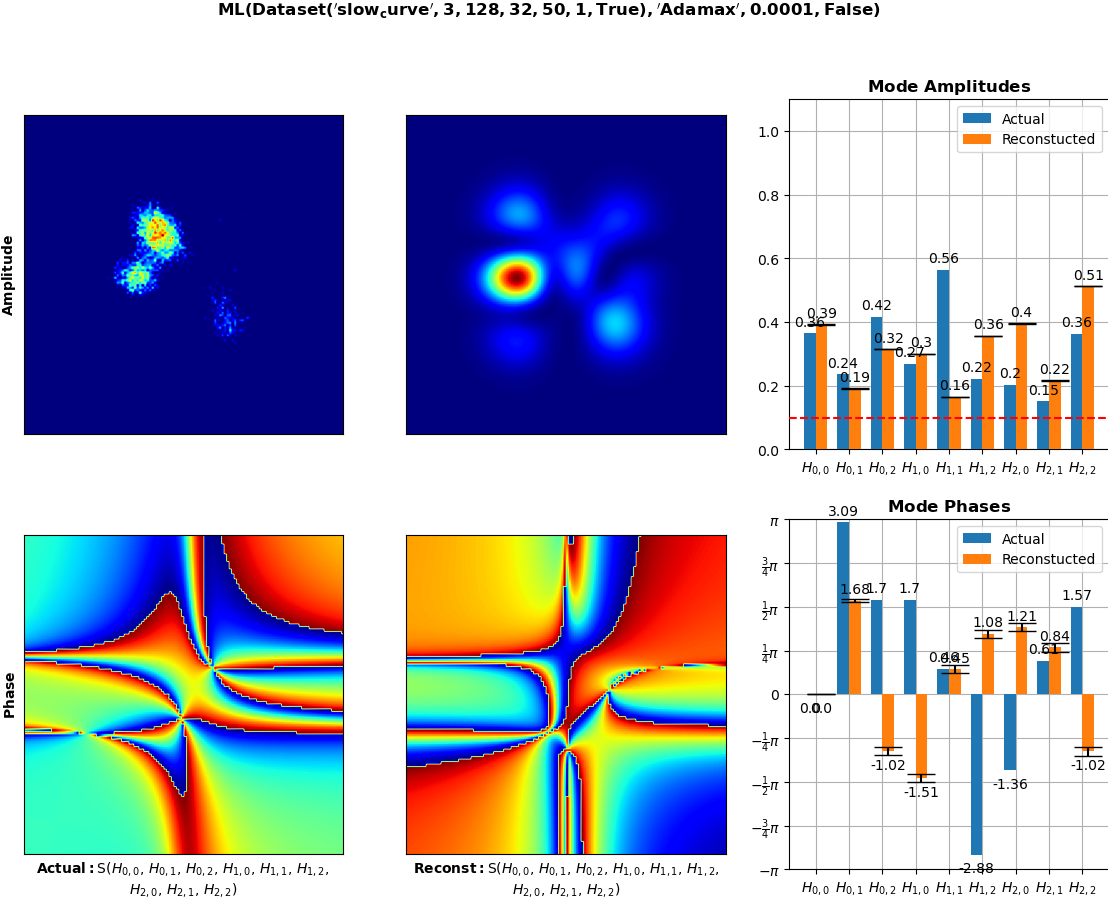 ML(Dataset('slow_curve', 3, 128, 32, 50, 1, True), 'Adamax', 0.0001, False)
Amplitude
Mode Amplitudes
Actual
Reconstucted
1.0
0.8
0.6
0.4
0.2
0.0
0.36
0.39
0.24
0.19
0.42
0.32
0.27
0.3
0.56
0.16
0.22
0.36
0.2
0.4
0.15
0.22
0.36
0.51
H0,0 H0,1 H0,2 H1,0 H1,1 H1,2 H2,0 H2,1 H2,2
Phase
Actual: S(H0,0, H0,1, H0,2, H1,0, H1,1, H1,2,
H2,0, H2,1, H2,2)
Reconst: S(H0,0, H0,1, H0,2, H1,0, H1,1, H1,2,
H2,0, H2,1, H2,2)
Mode Phases
Actual
Reconstucted
π
3/4π
1/2π
1/4π
0
−1/4π
−1/2π
−3/4π
−π
0.0
0.0
3.09
1.68
1.7
-1.02
1.7
-1.51
0.45
-2.88
1.08
-1.36
1.21
0.84
1.57
-1.02
H0,0 H0,1 H0,2 H1,0 H1,1 H1,2 H2,0 H2,1 H2,2